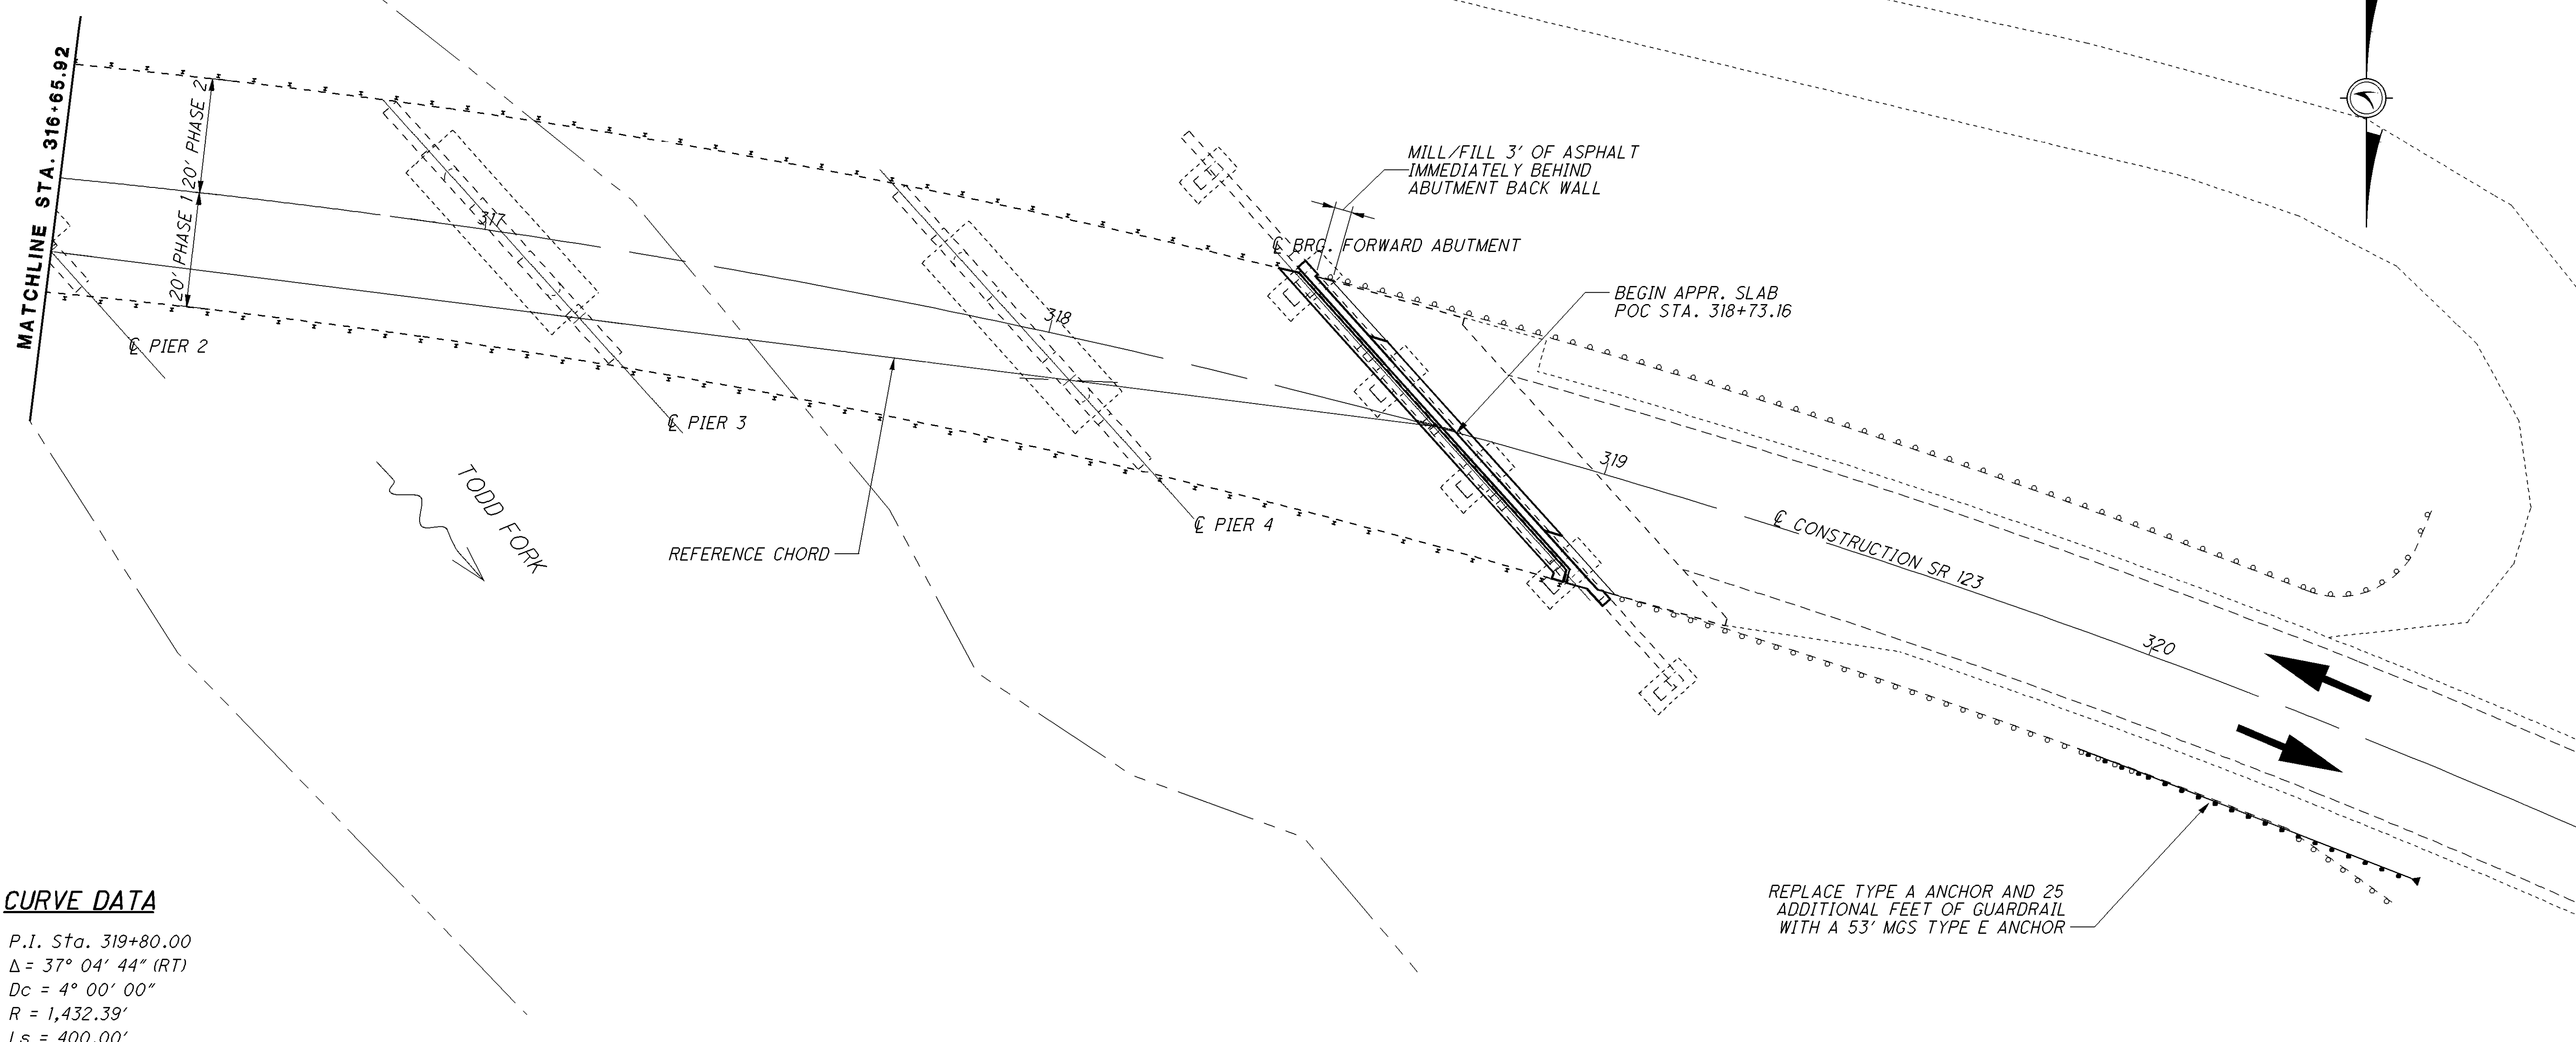 MATCHLINE STA. 316+65.92
20' PHASE 2
20' PHASE 1
317
318
319
320
MILL/FILL 3' OF ASPHALT
IMMEDIATELY BEHIND
ABUTMENT BACK WALL
℄ BRG. FORWARD ABUTMENT
BEGIN APPR. SLAB
POC STA. 318+73.16
℄ PIER 2
℄ PIER 3
℄ PIER 4
TODD FORK
REFERENCE CHORD
℄ CONSTRUCTION SR 123
REPLACE TYPE A ANCHOR AND 25
ADDITIONAL FEET OF GUARDRAIL
WITH A 53' MGS TYPE E ANCHOR
CURVE DATA
P.I. Sta. 319+80.00
Δ = 37° 04' 44" (RT)
Dc = 4° 00' 00"
R = 1,432.39'
Ls = 400.00'